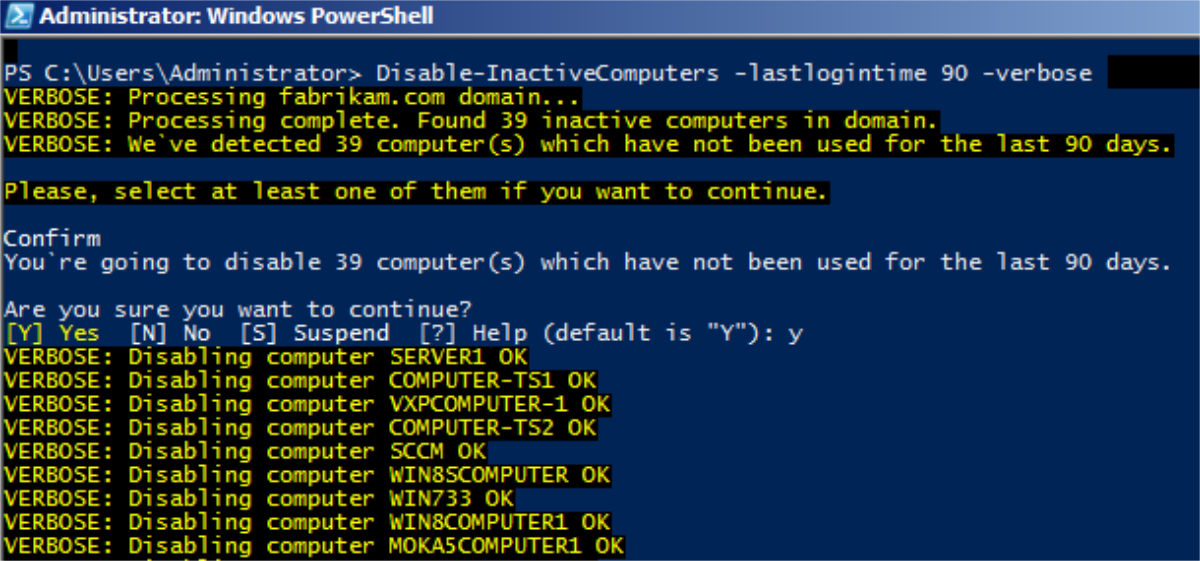 Administrator: Windows PowerShell
PS C:\Users\Administrator> Disable-InactiveComputers -lastlogintime 90 -verbose
VERBOSE: Processing fabrikam.com domain...
VERBOSE: Processing complete. Found 39 inactive computers in domain.
VERBOSE: We`ve detected 39 computer(s) which have not been used for the last 90 days.
Please, select at least one of them if you want to continue.
Confirm
You`re going to disable 39 computer(s) which have not been used for the last 90 days.
Are you sure you want to continue?
[Y] Yes  [N] No  [S] Suspend  [?] Help (default is "Y"): y
VERBOSE: Disabling computer SERVER1 OK
VERBOSE: Disabling computer COMPUTER-TS1 OK
VERBOSE: Disabling computer VXPCOMPUTER-1 OK
VERBOSE: Disabling computer COMPUTER-TS2 OK
VERBOSE: Disabling computer SCCM OK
VERBOSE: Disabling computer WIN8SCOMPUTER OK
VERBOSE: Disabling computer WIN733 OK
VERBOSE: Disabling computer WIN8COMPUTER1 OK
VERBOSE: Disabling computer MOKA5COMPUTER1 OK